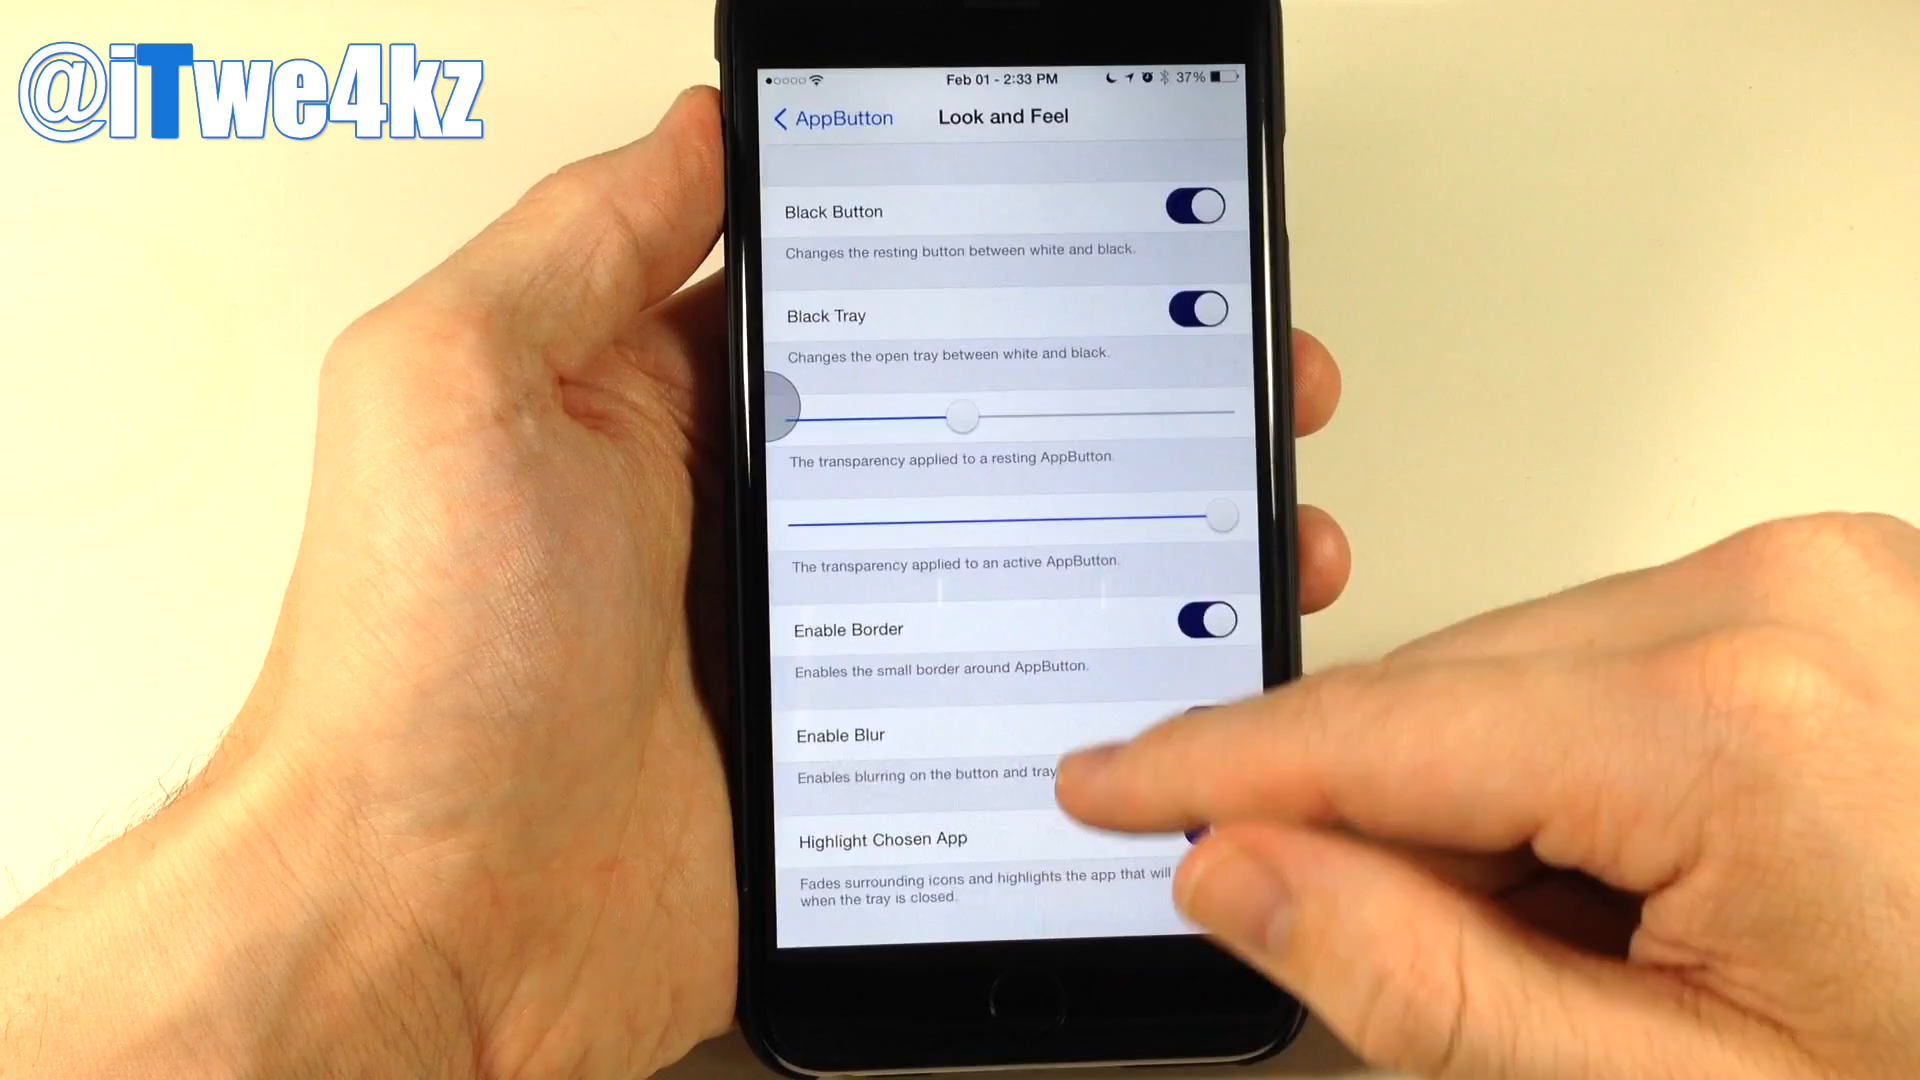 @iTwe4kz
Feb 01 - 2:33 PM
37%
AppButton
Look and Feel
Black Button
Changes the resting button between white and black.
Black Tray
Changes the open tray between white and black.
The transparency applied to a resting AppButton.
The transparency applied to an active AppButton.
Enable Border
Enables the small border around AppButton.
Enable Blur
Enables blurring on the button and tray
Highlight Chosen App
Fades surrounding icons and highlights the app that will
when the tray is closed.